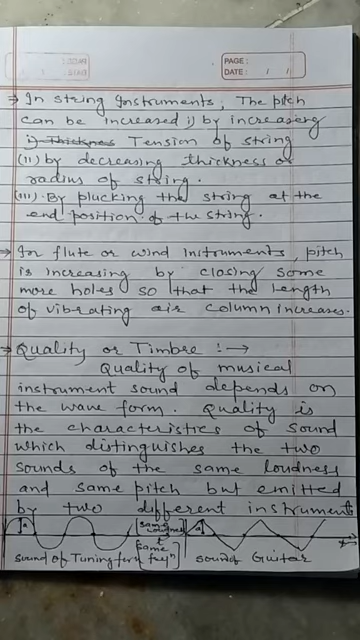 PAGE:
DATE: / /
⇒ In string Instruments, The pitch
can be increased i) by increaseng
i) Thicknes Tension of string
(II) by decreasing thickness or
radius of string.
(III). By plucking the string at the
end position of the string.
→ In flute or wind instruments, pitch
is increasing by closing some
more holes so that the length
of vibrating air column increases.
→ Quality or Timbre :- →
Quality of musical
instrument sound depends on
the wave form. Quality is
the characteristics of sound
which distinguishes the two
sounds of the same loudness
and same pitch but emitted
by two different instrument
a
same
same
freqⁿ
a
sound of Tuning fork
sound Guitar